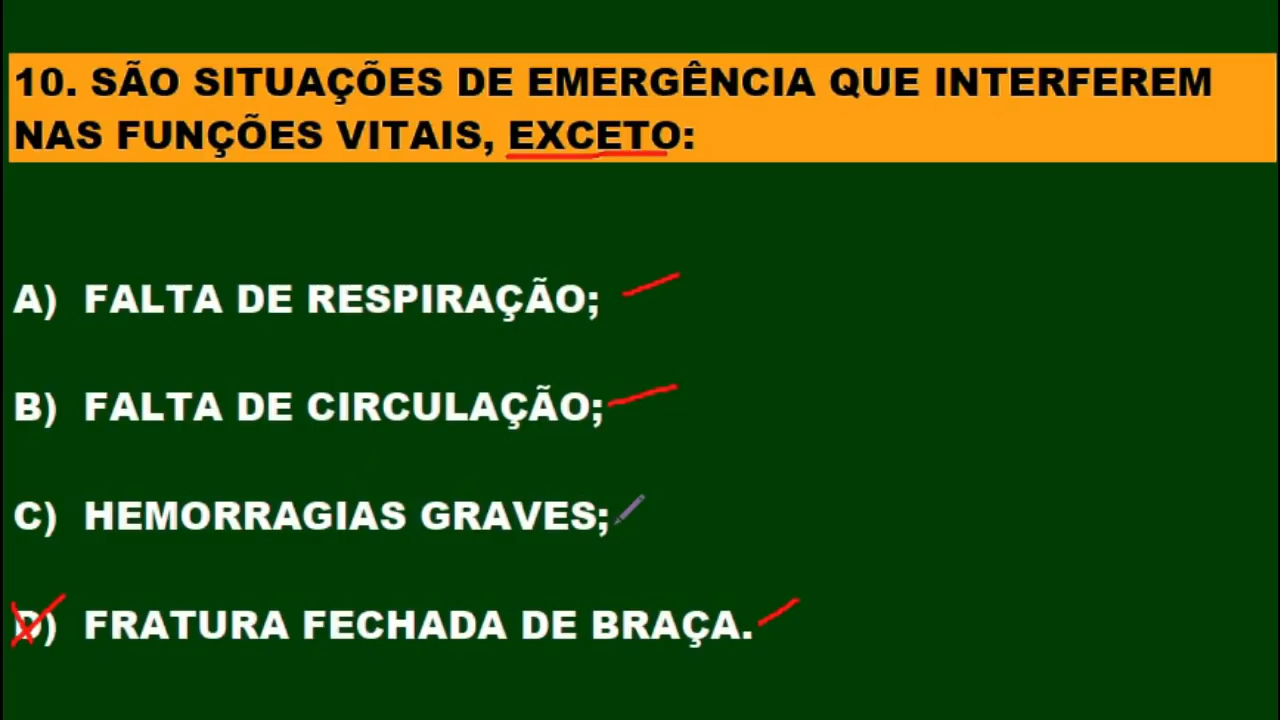 10. SÃO SITUAÇÕES DE EMERGÊNCIA QUE INTERFEREM
NAS FUNÇÕES VITAIS, EXCETO:
A) FALTA DE RESPIRAÇÃO;
B) FALTA DE CIRCULAÇÃO;
C) HEMORRAGIAS GRAVES;
D) FRATURA FECHADA DE BRAÇA.